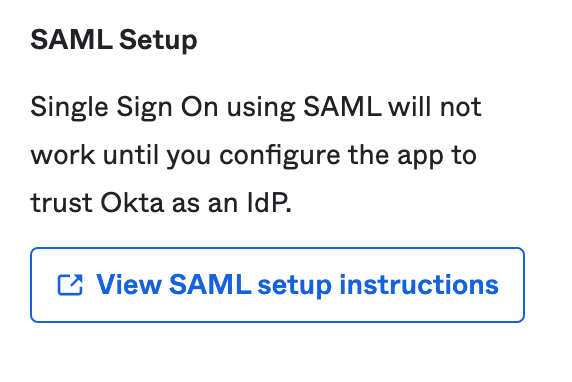 SAML Setup
Single Sign On using SAML will not
work until you configure the app to
trust Okta as an IdP.
View SAML setup instructions